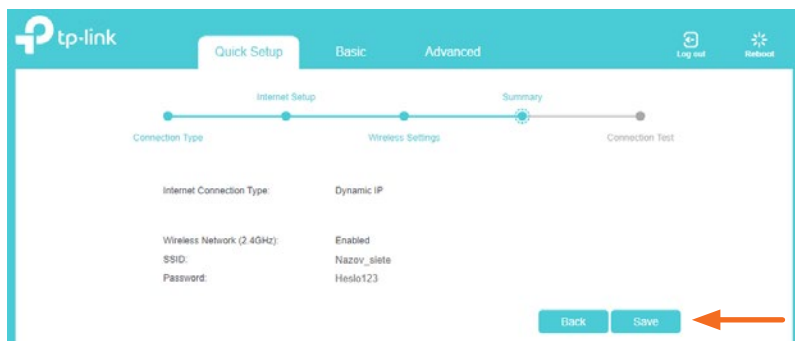 tp-link
Quick Setup Basic Advanced
Log out Reboot
Internet Setup Summary
Connection Type Wireless Settings Connection Test
Internet Connection Type: Dynamic IP
Wireless Network (2.4GHz): Enabled
SSID: Nazov_siete
Password: Heslo123
Back Save